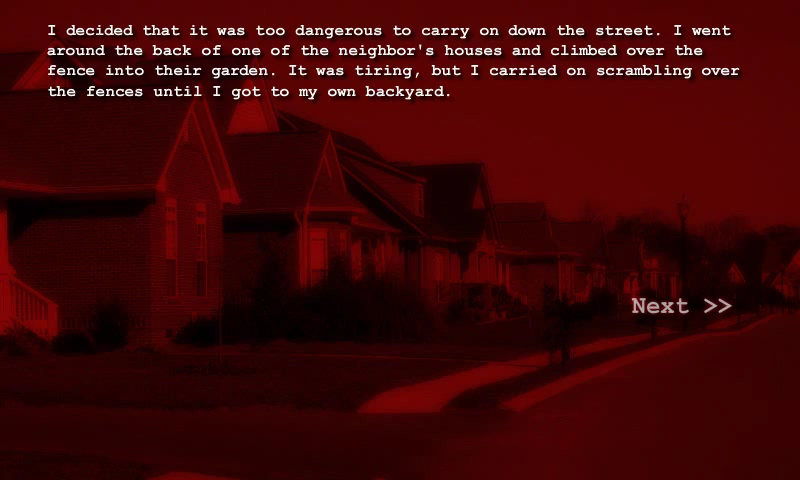 I decided that it was too dangerous to carry on down the street. I went
around the back of one of the neighbor's houses and climbed over the
fence into their garden. It was tiring, but I carried on scrambling over
the fences until I got to my own backyard.
Next >>